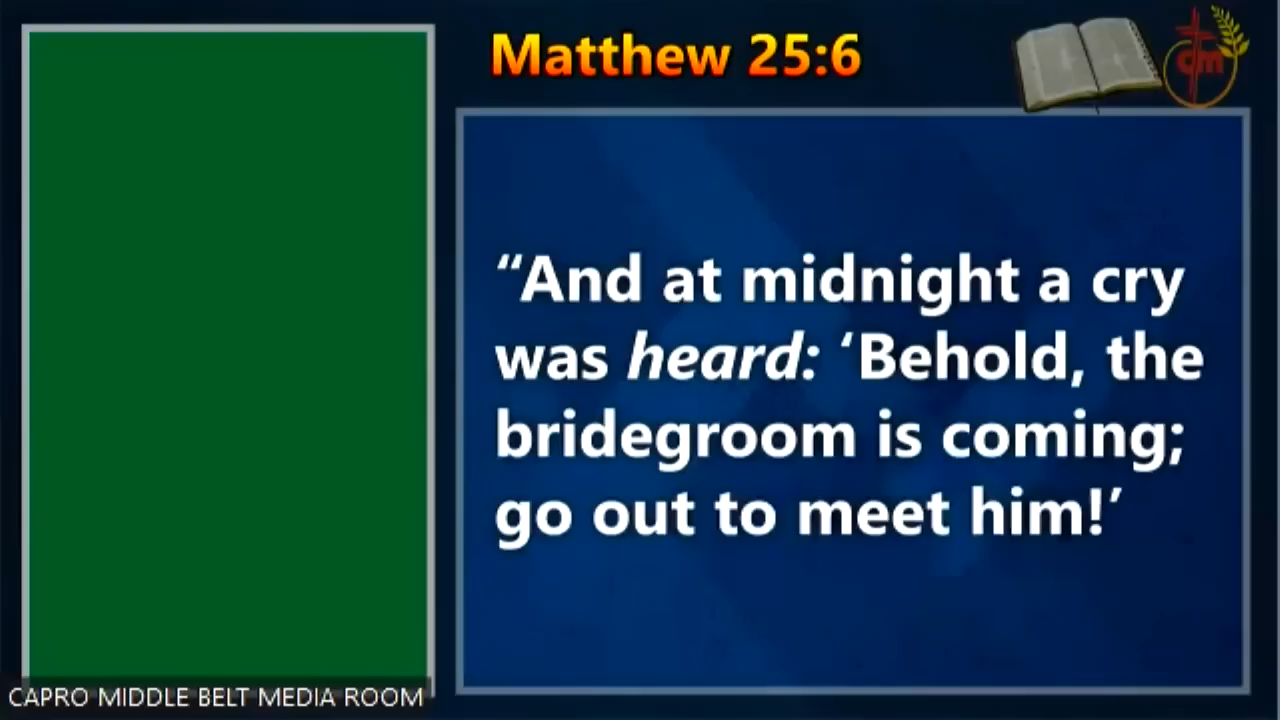 Matthew 25:6
cm
“And at midnight a cry
was heard: ‘Behold, the
bridegroom is coming;
go out to meet him!’
CAPRO MIDDLE BELT MEDIA ROOM